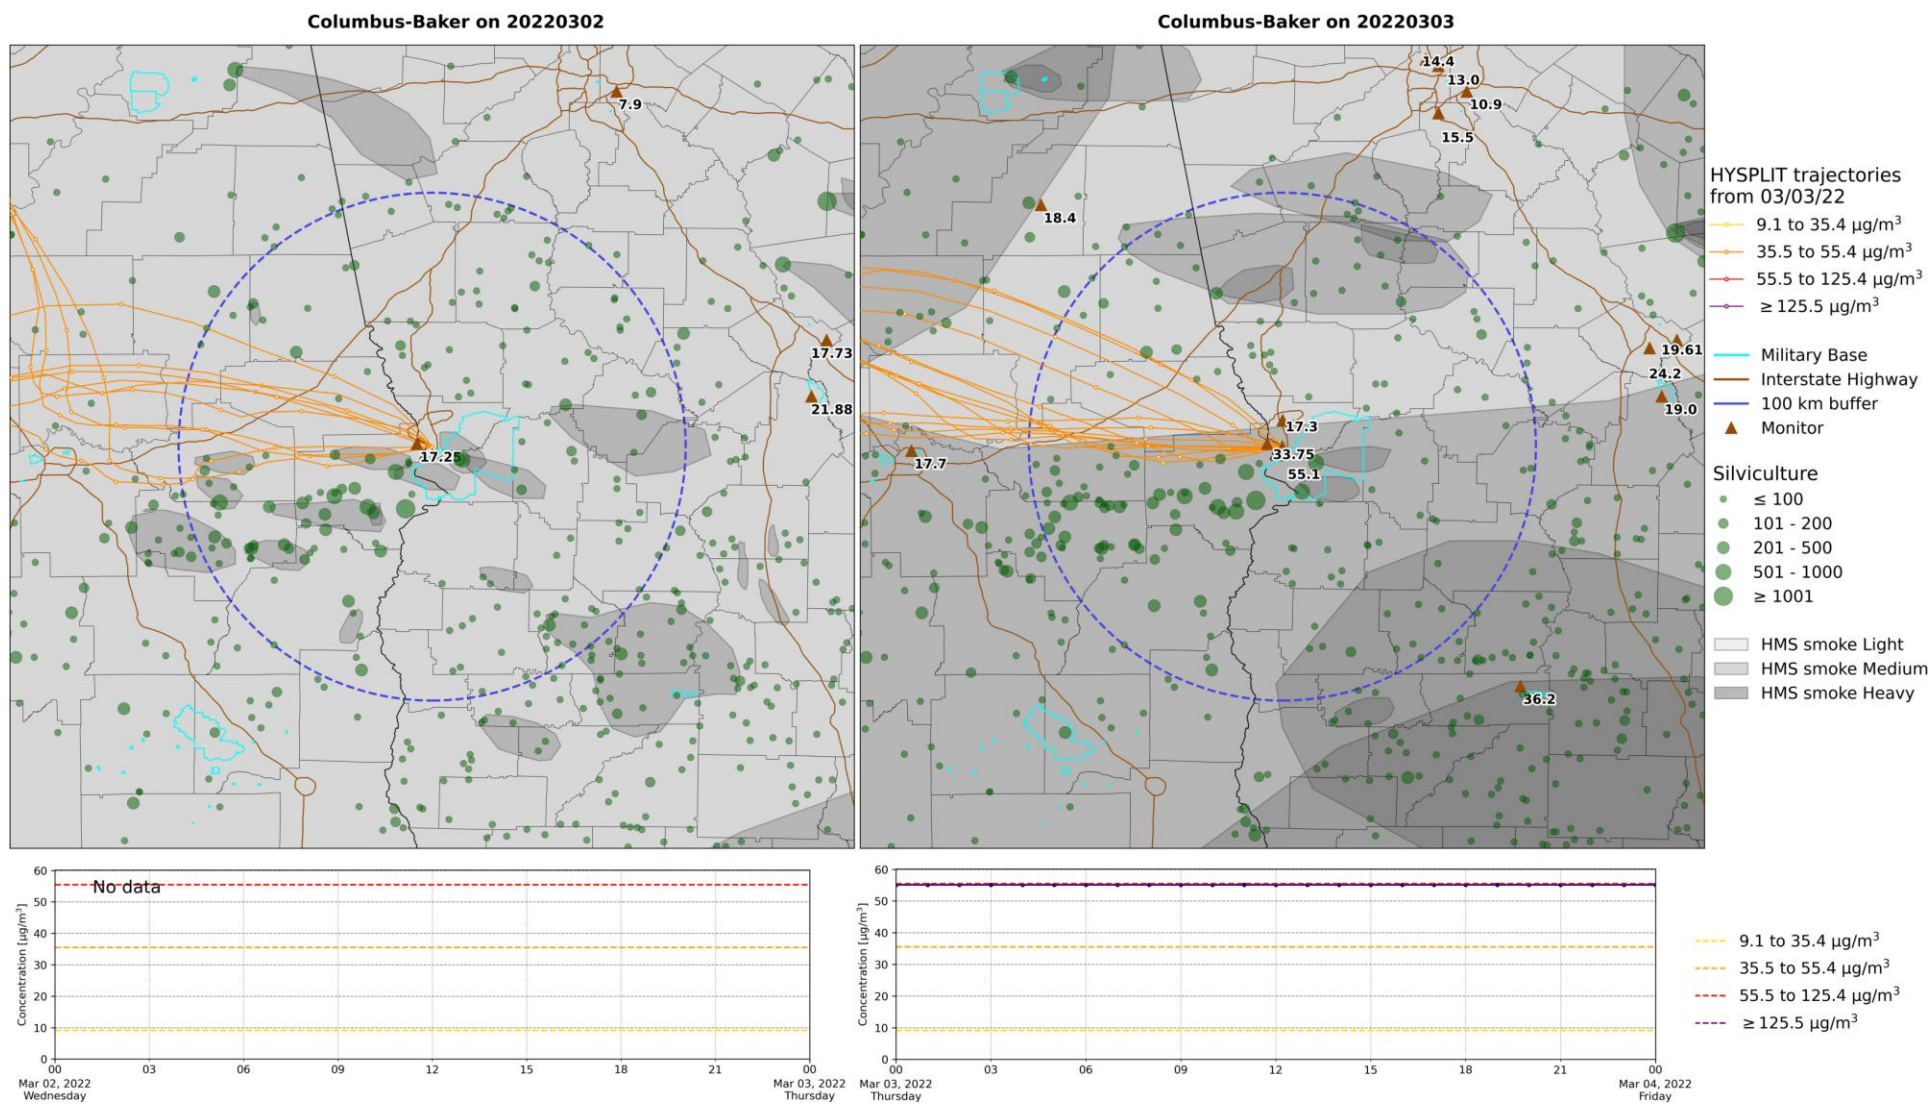 Columbus-Baker on 20220302
7.9
17.73
21.88
17.25
Columbus-Baker on 20220303
14.4
13.0
10.9
15.5
18.4
19.61
24.2
19.0
17.3
33.75
55.1
17.7
36.2
HYSPLIT trajectories
from 03/03/22
9.1 to 35.4 µg/m³
35.5 to 55.4 µg/m³
55.5 to 125.4 µg/m³
≥ 125.5 µg/m³
Military Base
Interstate Highway
100 km buffer
Monitor
Silviculture
≤ 100
101 - 200
201 - 500
501 - 1000
≥ 1001
HMS smoke Light
HMS smoke Medium
HMS smoke Heavy
Concentration [µg/m³]
60
50
40
30
20
10
0
No data
00
03
06
09
12
15
18
21
00
Mar 02, 2022
Wednesday
Mar 03, 2022
Thursday
Concentration [µg/m³]
60
50
40
30
20
10
0
00
03
06
09
12
15
18
21
00
Mar 03, 2022
Thursday
Mar 04, 2022
Friday
9.1 to 35.4 µg/m³
35.5 to 55.4 µg/m³
55.5 to 125.4 µg/m³
≥ 125.5 µg/m³